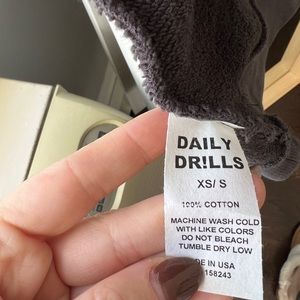 DAILY
DR!LLS
XS/ S
100% COTTON
MACHINE WASH COLD
WITH LIKE COLORS
DO NOT BLEACH
TUMBLE DRY LOW
MADE IN USA
158243